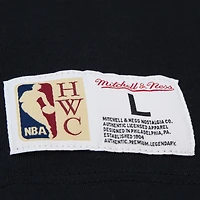 NBA
H
W
C
Mitchell & Ness
L
MITCHELL & NESS NOSTALGIA CO.
AUTHENTIC LICENSED APPAREL
DESIGNED IN PHILADELPHIA, PA.
ESTABLISHED 1904
AUTHENTIC. PREMIUM. LEGENDARY.